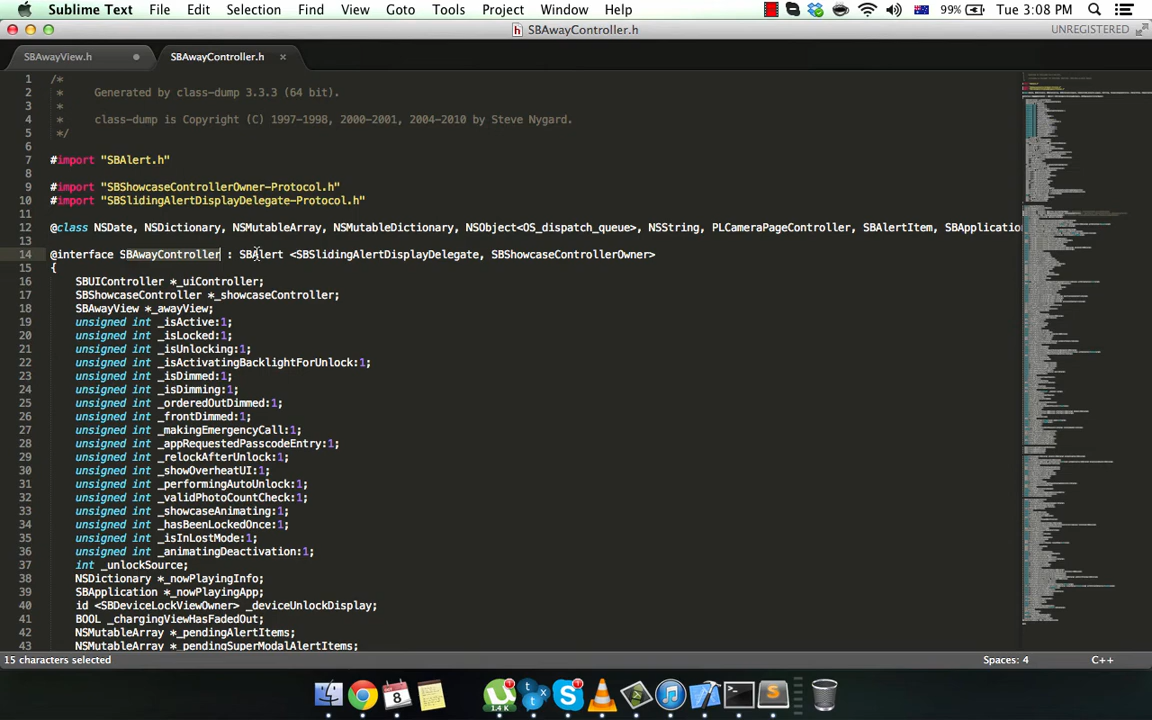 Sublime Text File Edit Selection Find View Goto Tools Project Window Help 99% Tue 3:08 PM
SBAwayController.h UNREGISTERED
SBAwayView.h SBAwayController.h ×
1 /*
2 Generated by class-dump 3.3.3 (64 bit).
3 *
4 class-dump is Copyright (C) 1997-1998, 2000-2001, 2004-2010 by Steve Nygard.
5 */
6
7 #import "SBAlert.h"
8
9 #import "SBShowcaseControllerOwner-Protocol.h"
10 #import "SBSlidingAlertDisplayDelegate-Protocol.h"
11
12 @class NSDate, NSDictionary, NSMutableArray, NSMutableDictionary, NSObject<OS_dispatch_queue>, NSString, PLCameraPageController, SBAlertItem, SBApplication
13
14 @interface SBAwayController : SBAlert <SBSlidingAlertDisplayDelegate, SBShowcaseControllerOwner>
15 {
16 SBUIController *_uiController;
17 SBShowcaseController *_showcaseController;
18 SBAwayView *_awayView;
19 unsigned int _isActive:1;
20 unsigned int _isLocked:1;
21 unsigned int _isUnlocking:1;
22 unsigned int _isActivatingBacklightForUnlock:1;
23 unsigned int _isDimmed:1;
24 unsigned int _isDimming:1;
25 unsigned int _orderedOutDimmed:1;
26 unsigned int _frontDimmed:1;
27 unsigned int _makingEmergencyCall:1;
28 unsigned int _appRequestedPasscodeEntry:1;
29 unsigned int _relockAfterUnlock:1;
30 unsigned int _showOverheatUI:1;
31 unsigned int _performingAutoUnlock:1;
32 unsigned int _validPhotoCountCheck:1;
33 unsigned int _showcaseAnimating:1;
34 unsigned int _hasBeenLockedOnce:1;
35 unsigned int _isInLostMode:1;
36 unsigned int _animatingDeactivation:1;
37 int _unlockSource;
38 NSDictionary *_nowPlayingInfo;
39 SBApplication *_nowPlayingApp;
40 id <SBDeviceLockViewOwner> _deviceUnlockDisplay;
41 BOOL _chargingViewHasFadedOut;
42 NSMutableArray *_pendingAlertItems;
43 NSMutableArray *_pendingSuperModalAlertItems;
15 characters selected Spaces: 4 C++
8
1.4 K
1
1